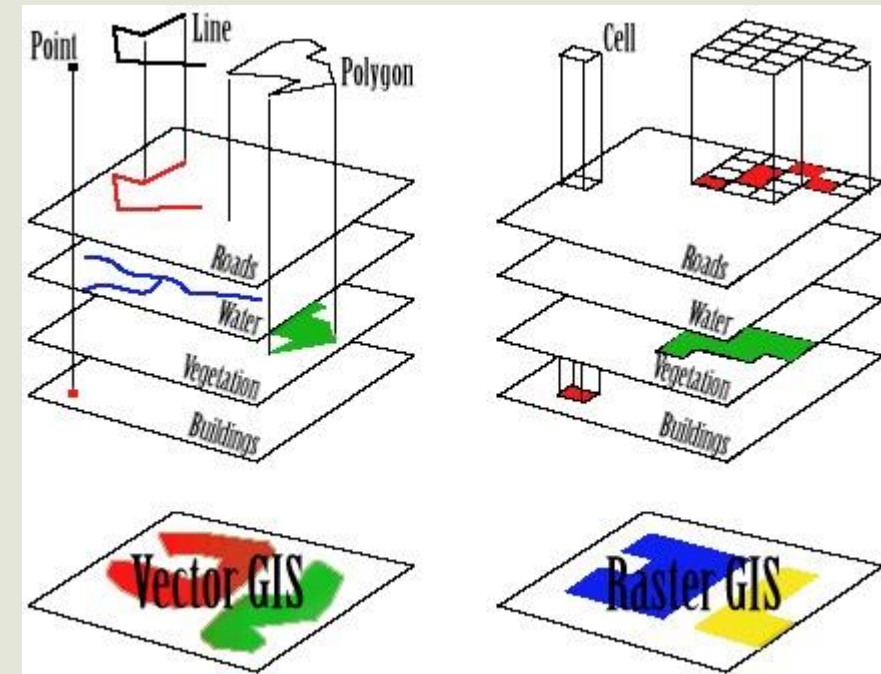 Point
Line
Polygon
Roads
Water
Vegetation
Buildings
Vector GIS
Cell
Roads
Water
Vegetation
Buildings
Raster GIS